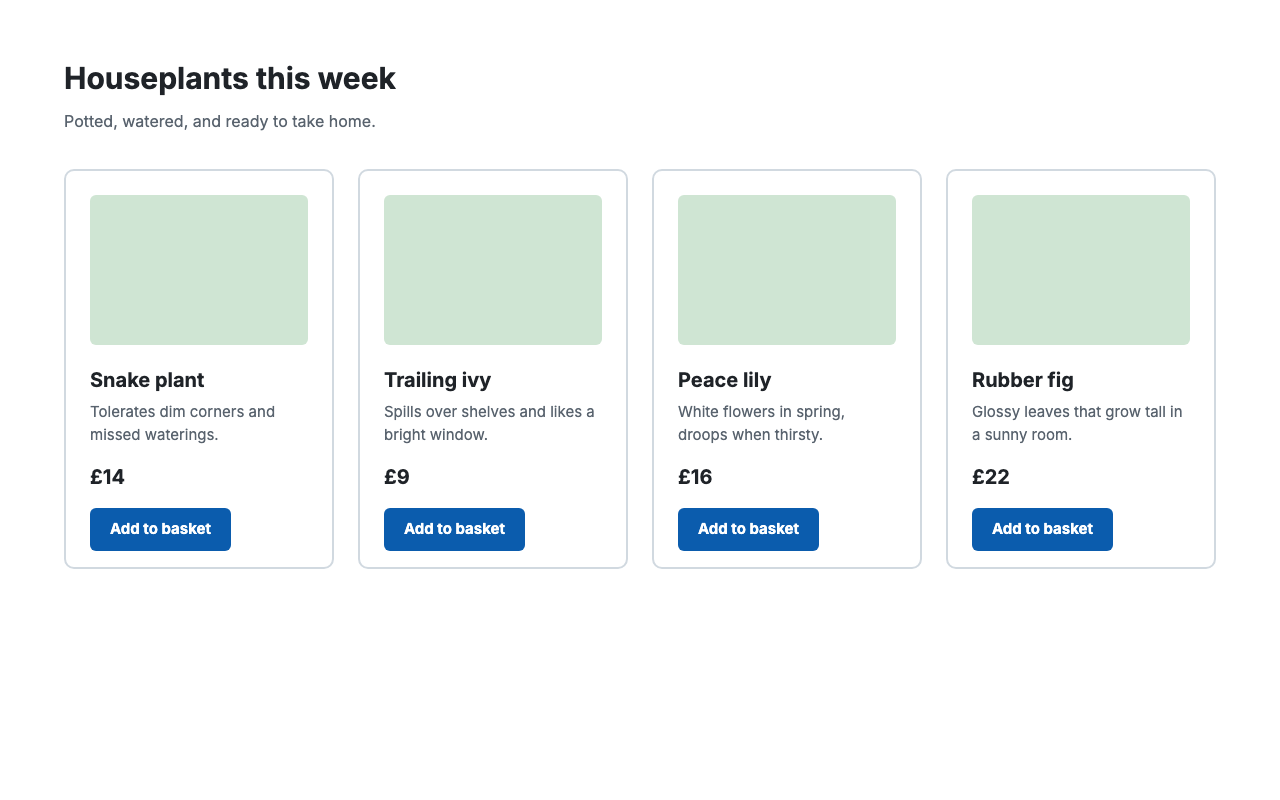 Houseplants this week
Potted, watered, and ready to take home.
Snake plant
Tolerates dim corners and
missed waterings.
£14
Add to basket
Trailing ivy
Spills over shelves and likes a
bright window.
£9
Add to basket
Peace lily
White flowers in spring,
droops when thirsty.
£16
Add to basket
Rubber fig
Glossy leaves that grow tall in
a sunny room.
£22
Add to basket